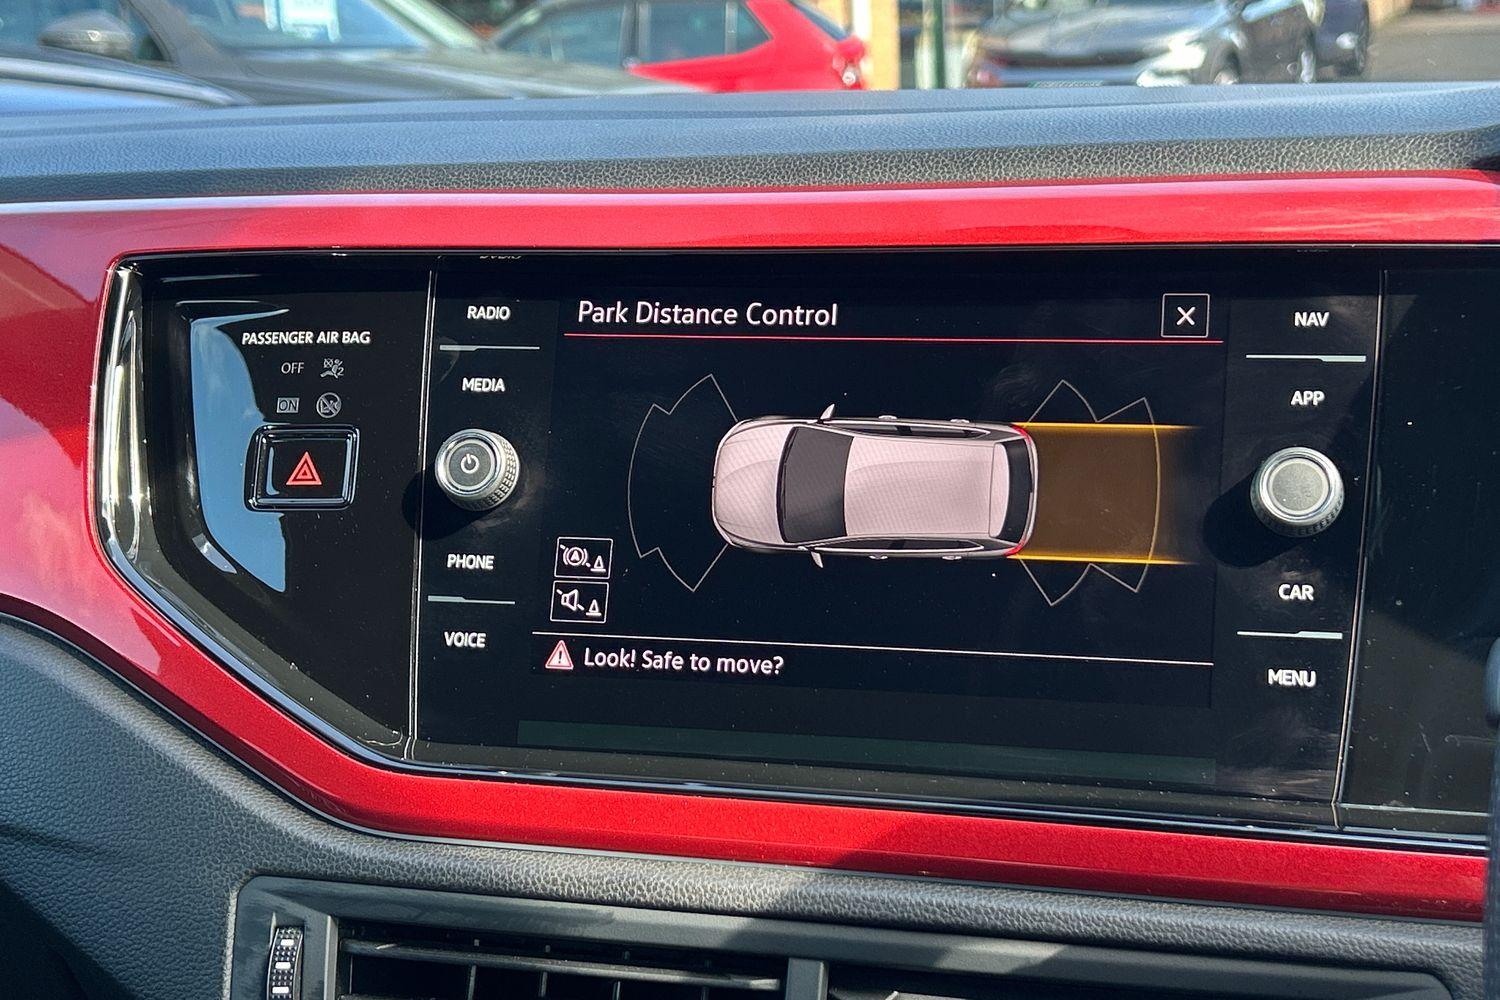 PASSENGER AIR BAG
OFF
ON
RADIO
MEDIA
PHONE
VOICE
Park Distance Control
Look! Safe to move?
NAV
APP
CAR
MENU